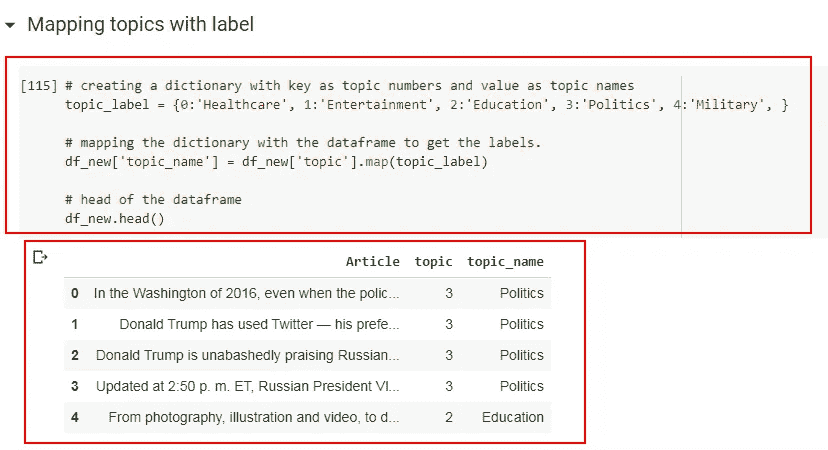 Mapping topics with label
[115] # creating a dictionary with key as topic numbers and value as topic names
topic_label = {0:'Healthcare', 1:'Entertainment', 2:'Education', 3:'Politics', 4:'Military', }
# mapping the dictionary with the dataframe to get the labels.
df_new['topic_name'] = df_new['topic'].map(topic_label)
# head of the dataframe
df_new.head()
Article topic topic_name
0 In the Washington of 2016, even when the polic... 3 Politics
1 Donald Trump has used Twitter — his prefe... 3 Politics
2 Donald Trump is unabashedly praising Russian... 3 Politics
3 Updated at 2:50 p. m. ET, Russian President Vl... 3 Politics
4 From photography, illustration and video, to d... 2 Education